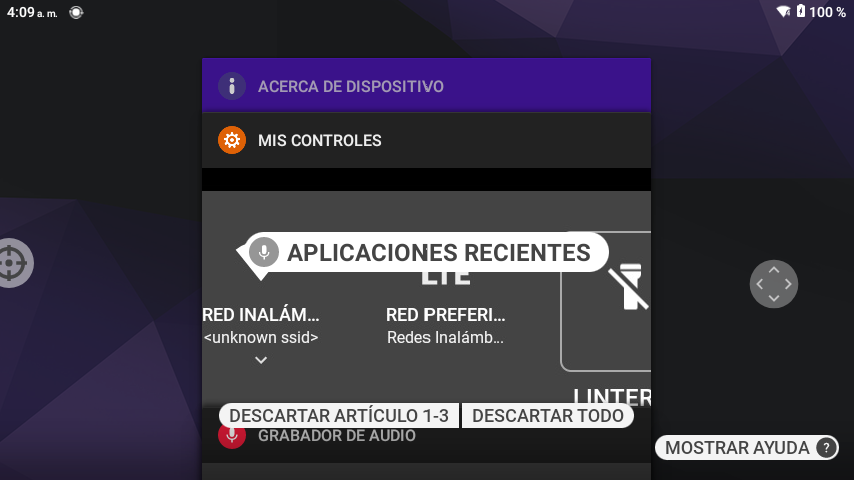 4:09 a. m.
100 %
ACERCA DE DISPOSITIVO
MIS CONTROLES
APLICACIONES RECIENTES
LTE
RED INALÁM...
RED PREFERI...
<unknown ssid>
Redes Inalámb...
LINTER
DESCARTAR ARTÍCULO 1-3
DESCARTAR TODO
GRABADOR DE AUDIO
MOSTRAR AYUDA ?